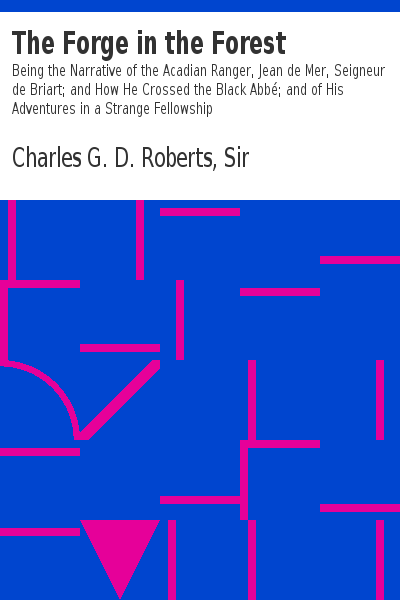 The Forge in the Forest
Being the Narrative of the Acadian Ranger, Jean de Mer, Seigneur
de Briart; and How He Crossed the Black Abbé; and of His
Adventures in a Strange Fellowship
Charles G. D. Roberts, Sir